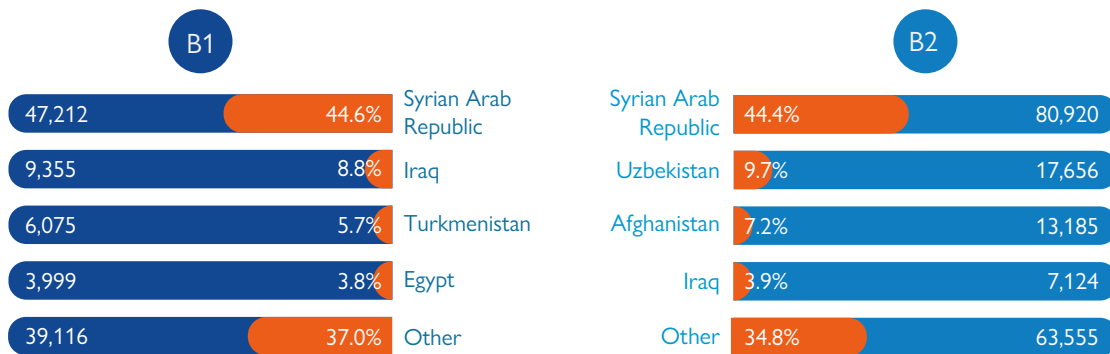 B1
47,212 44.6% Syrian Arab
Republic
9,355 8.8% Iraq
6,075 5.7% Turkmenistan
3,999 3.8% Egypt
39,116 37.0% Other
B2
Syrian Arab
Republic 44.4% 80,920
Uzbekistan 9.7% 17,656
Afghanistan 7.2% 13,185
Iraq 3.9% 7,124
Other 34.8% 63,555